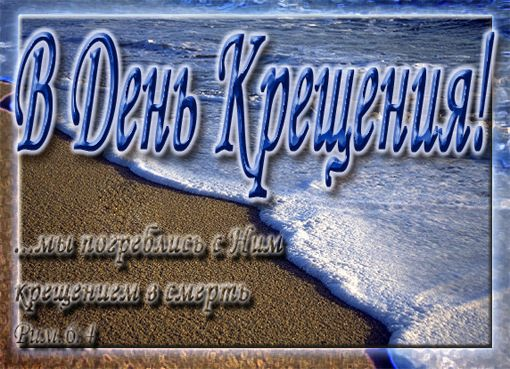 В День Крещения!
...мы погреблись с Ним
крещением в смерть
Рим. 6. 4